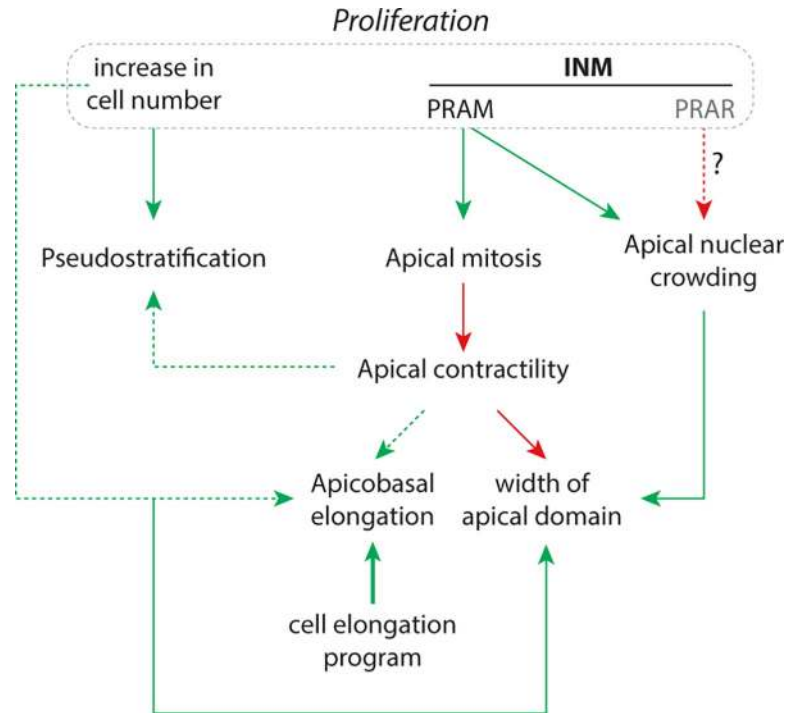 Proliferation
increase in
cell number
INM
PRAM
PRAR
?
Pseudostratification
Apical mitosis
Apical nuclear
crowding
Apical contractility
Apicobasal
elongation
width of
apical domain
cell elongation
program